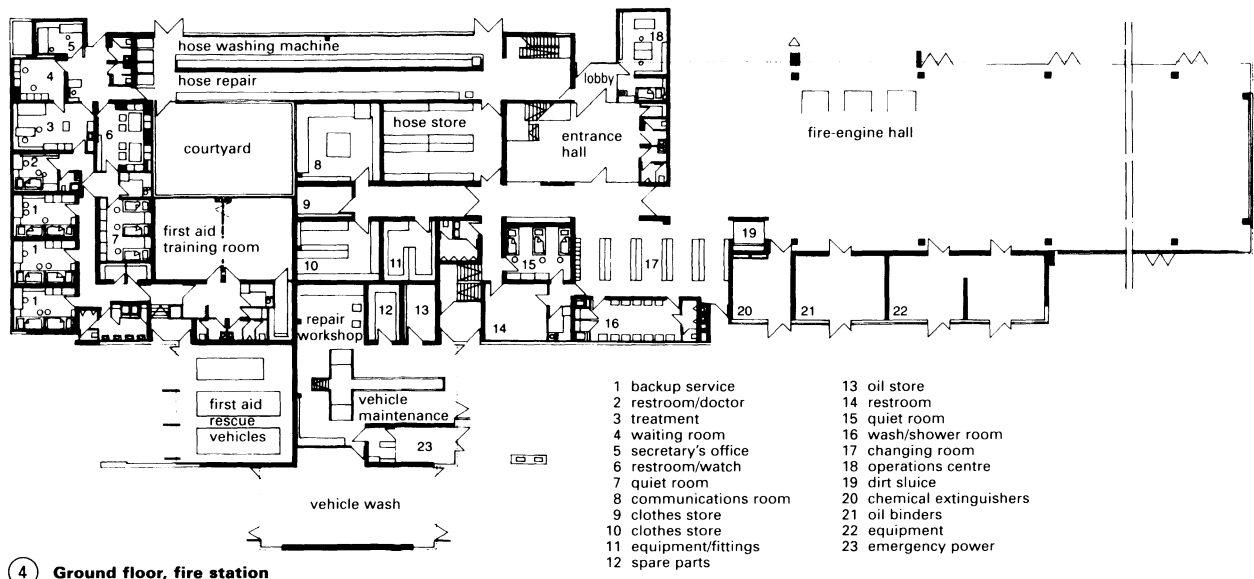 hose washing machine
hose repair
lobby
18
5
4
3
6
2
1
1
1
7
courtyard
8
hose store
entrance
hall
fire-engine hall
9
first aid
training room
10
11
15
17
19
repair
workshop
12
13
14
16
20
21
22
first aid
rescue
vehicles
vehicle
maintenance
23
vehicle wash
1 backup service
2 restroom/doctor
3 treatment
4 waiting room
5 secretary's office
6 restroom/watch
7 quiet room
8 communications room
9 clothes store
10 clothes store
11 equipment/fittings
12 spare parts
13 oil store
14 restroom
15 quiet room
16 wash/shower room
17 changing room
18 operations centre
19 dirt sluice
20 chemical extinguishers
21 oil binders
22 equipment
23 emergency power
4 Ground floor, fire station